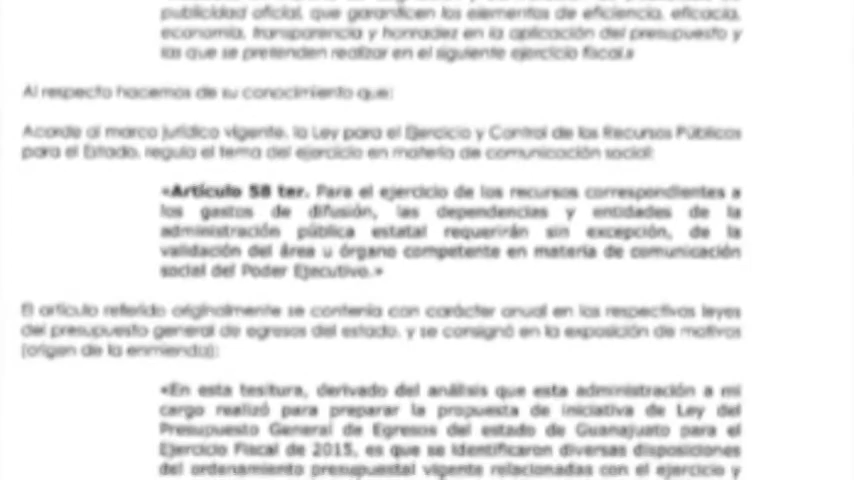 publicidad oficial, que garanticen los elementos de eficiencia, eficacia,
economía, transparencia y honradez en la aplicación del presupuesto y
las que se pretenden realizar en el siguiente ejercicio fiscal.»
Al respecto hacemos de su conocimiento que:
Acorde al marco jurídico vigente, la Ley para el Ejercicio y Control de los Recursos Públicos
para el Estado, regula el tema del ejercicio en materia de comunicación social:
«Artículo 58 ter. Para el ejercicio de los recursos correspondientes a
los gastos de difusión, las dependencias y entidades de la
administración pública estatal requerirán sin excepción, de la
validación del área u órgano competente en materia de comunicación
social del Poder Ejecutivo.»
El artículo referido originalmente se contenía con carácter anual en las respectivas leyes
del presupuesto general de egresos del estado, y se consignó en la exposición de motivos
(origen de la enmienda):
«En esta tesitura, derivado del análisis que esta administración a mi
cargo realizó para preparar la propuesta de iniciativa de Ley del
Presupuesto General de Egresos del estado de Guanajuato para el
Ejercicio Fiscal de 2015, es que se identificaron diversas disposiciones
del ordenamiento presupuestal vigente relacionadas con el ejercicio y